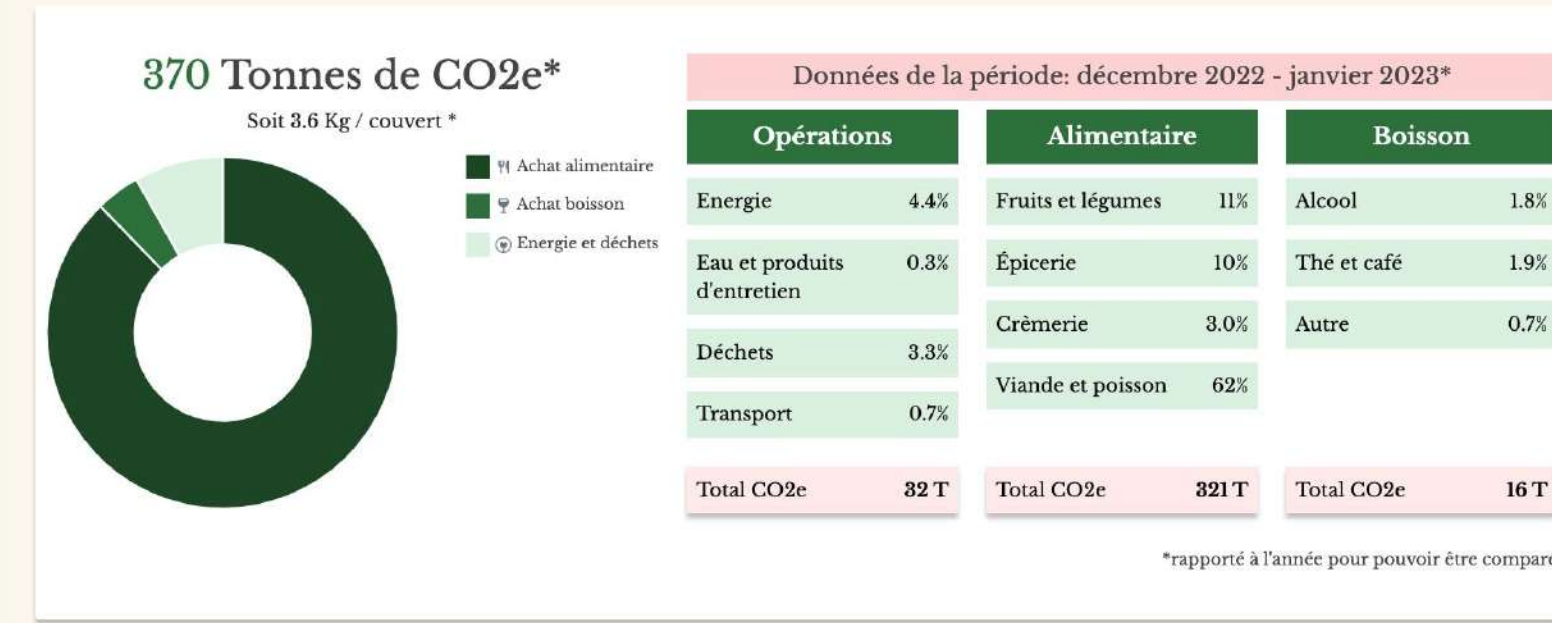 370 Tonnes de CO2e*
Soit 3.6 Kg / couvert *
Achat alimentaire
Achat boisson
Energie et déchets
Données de la période: décembre 2022 - janvier 2023*
Opérations
Energie 4.4%
Eau et produits 0.3%
d'entretien
Déchets 3.3%
Transport 0.7%
Total CO2e 32 T
Alimentaire
Fruits et légumes 11%
Épicerie 10%
Crèmerie 3.0%
Viande et poisson 62%
Total CO2e 321 T
Boisson
Alcool 1.8%
Thé et café 1.9%
Autre 0.7%
Total CO2e 16 T
*rapporté à l'année pour pouvoir être comparé